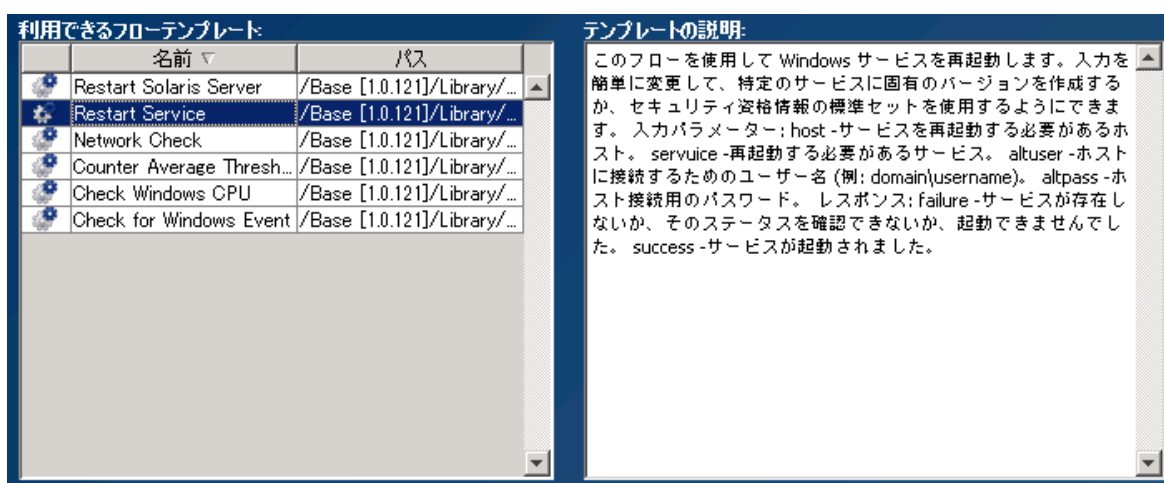 利用できるフローテンプレート:
名前 パス
Restart Solaris Server /Base [1.0.121]/Library/...
Restart Service /Base [1.0.121]/Library/...
Network Check /Base [1.0.121]/Library/...
Counter Average Thresh... /Base [1.0.121]/Library/...
Check Windows CPU /Base [1.0.121]/Library/...
Check for Windows Event /Base [1.0.121]/Library/...
テンプレートの説明:
このフローを使用して Windows サービスを再起動します。入力を
簡単に変更して、特定のサービスに固有のバージョンを作成する
か、セキュリティ資格情報の標準セットを使用するようにできま
す。 入力パラメーター: host -サービスを再起動する必要があるホ
スト。 servuice -再起動する必要があるサービス。 altuser -ホスト
に接続するためのユーザー名 (例: domain\username)。 altpass -ホ
スト接続用のパスワード。 レスポンス: failure -サービスが存在し
ないか、そのステータスを確認できないか、起動できませんでし
た。 success -サービスが起動されました。